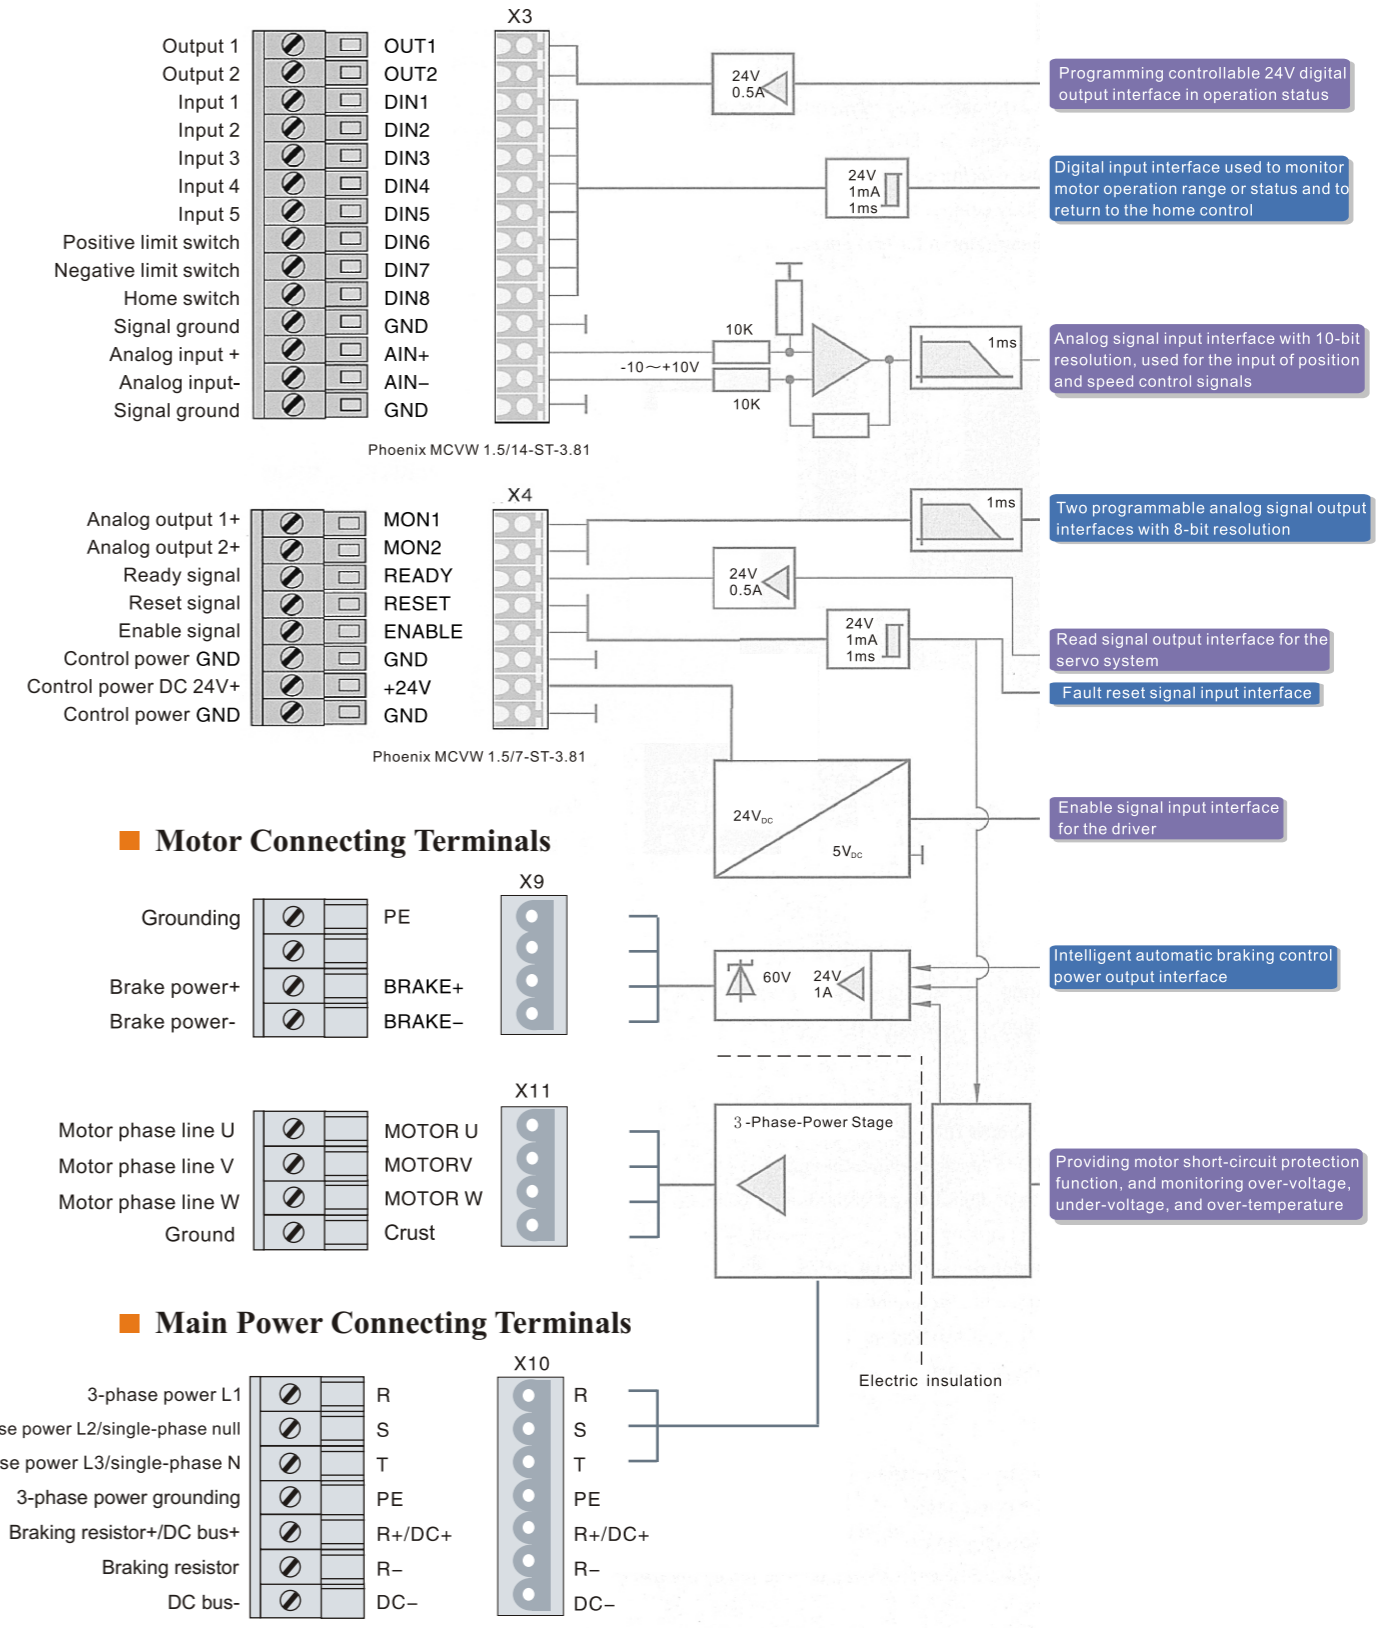 X3
Output 1 OUT1
Output 2 OUT2
Input 1 DIN1
Input 2 DIN2
Input 3 DIN3
Input 4 DIN4
Input 5 DIN5
Positive limit switch DIN6
Negative limit switch DIN7
Home switch DIN8
Signal ground GND
Analog input + AIN+
Analog input- AIN−
Signal ground GND
Phoenix MCVW 1.5/14-ST-3.81
24V
0.5A
Programming controllable 24V digital
output interface in operation status
24V
1mA
1ms
Digital input interface used to monitor
motor operation range or status and to
return to the home control
10K
-10～+10V
10K
1ms
Analog signal input interface with 10-bit
resolution, used for the input of position
and speed control signals
X4
Analog output 1+ MON1
Analog output 2+ MON2
Ready signal READY
Reset signal RESET
Enable signal ENABLE
Control power GND GND
Control power DC 24V+ +24V
Control power GND GND
Phoenix MCVW 1.5/7-ST-3.81
1ms
Two programmable analog signal output
interfaces with 8-bit resolution
24V
0.5A
24V
1mA
1ms
Read signal output interface for the
servo system
Fault reset signal input interface
24VDC
5VDC
Enable signal input interface
for the driver
■ Motor Connecting Terminals
X9
Grounding PE
Brake power+ BRAKE+
Brake power- BRAKE−
60V
24V
1A
Intelligent automatic braking control
power output interface
X11
Motor phase line U MOTOR U
Motor phase line V MOTORV
Motor phase line W MOTOR W
Ground Crust
3-Phase-Power Stage
Providing motor short-circuit protection
function, and monitoring over-voltage,
under-voltage, and over-temperature
Electric insulation
■ Main Power Connecting Terminals
X10
3-phase power L1 R R
se power L2/single-phase null S S
se power L3/single-phase N T T
3-phase power grounding PE PE
Braking resistor+/DC bus+ R+/DC+ R+/DC+
Braking resistor R− R−
DC bus- DC− DC−